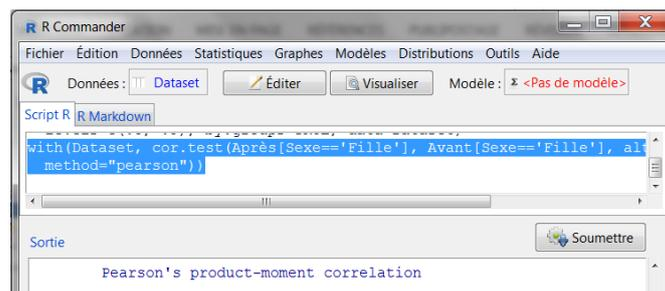 R Commander
Fichier Édition Données Statistiques Graphes Modèles Distributions Outils Aide
R Données : Dataset Éditer Visualiser Modèle : Σ <Pas de modèle>
Script R R Markdown
with(Dataset, cor.test(Après[Sexe=='Fille'], Avant[Sexe=='Fille'], alt
method="pearson"))
Sortie Soumettre
Pearson's product-moment correlation